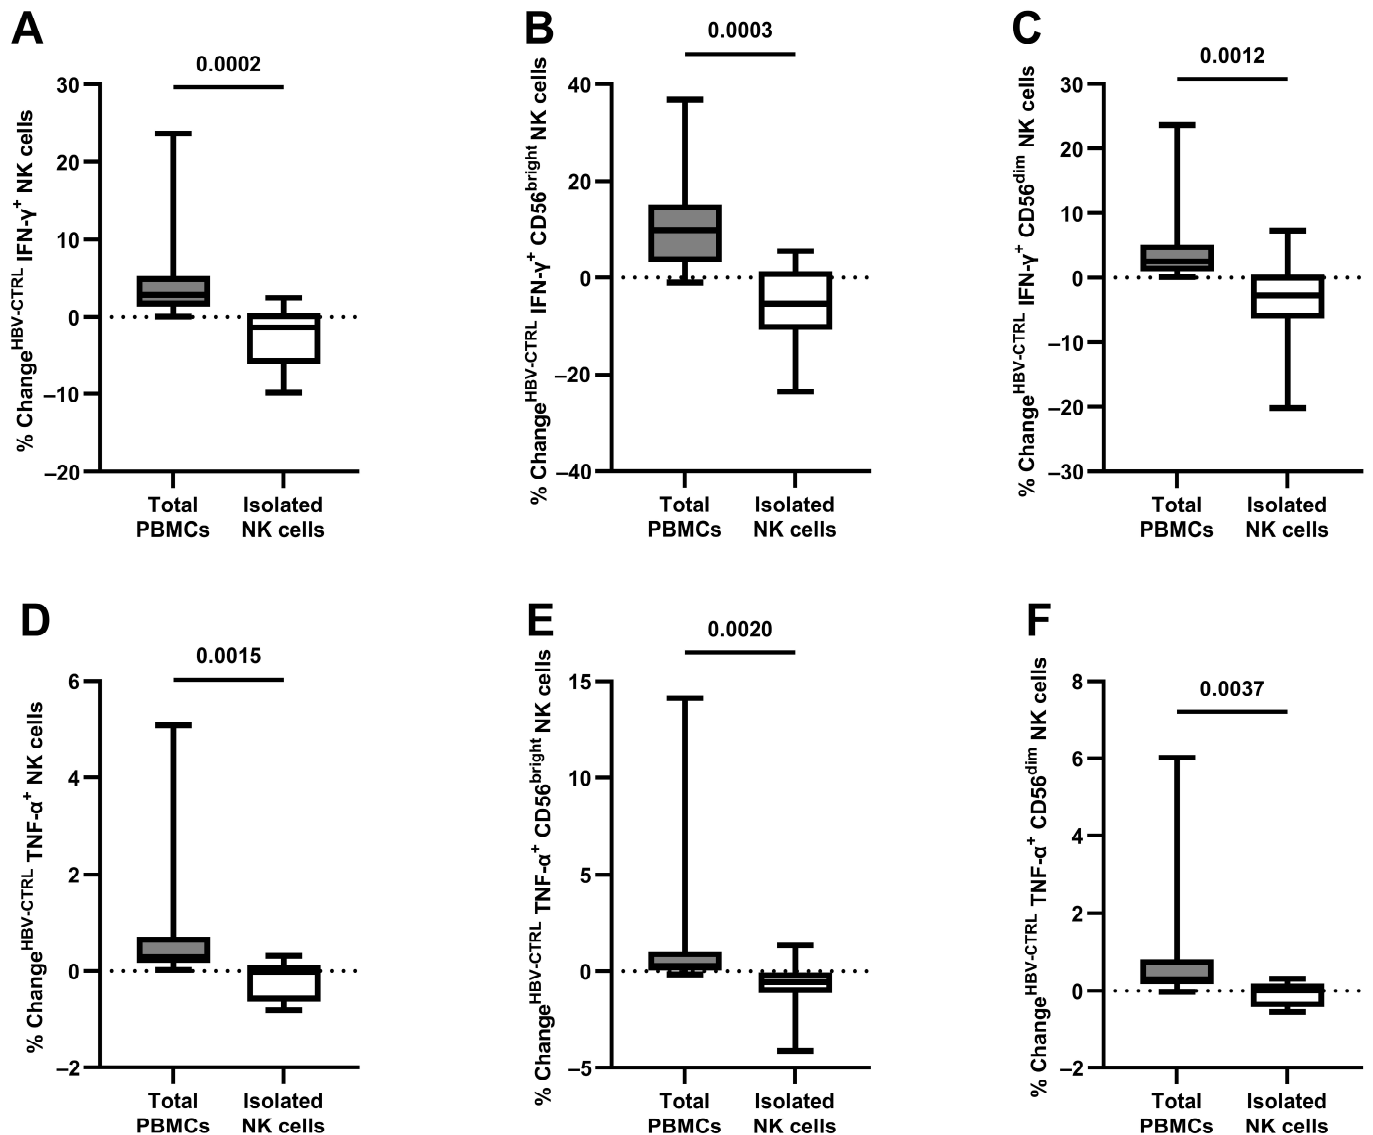 A
% Change^HBV-CTRL IFN-γ⁺ NK cells
0.0002
30
20
10
0
–10
–20
Total
PBMCs
Isolated
NK cells
B
% Change^HBV-CTRL IFN-γ⁺ CD56^bright NK cells
0.0003
40
20
0
–20
–40
Total
PBMCs
Isolated
NK cells
C
% Change^HBV-CTRL IFN-γ⁺ CD56^dim NK cells
0.0012
30
20
10
0
–10
–20
–30
Total
PBMCs
Isolated
NK cells
D
% Change^HBV-CTRL TNF-α⁺ NK cells
0.0015
6
4
2
0
–2
Total
PBMCs
Isolated
NK cells
E
% Change^HBV-CTRL TNF-α⁺ CD56^bright NK cells
0.0020
15
10
5
0
–5
Total
PBMCs
Isolated
NK cells
F
% Change^HBV-CTRL TNF-α⁺ CD56^dim NK cells
0.0037
8
6
4
2
0
–2
Total
PBMCs
Isolated
NK cells